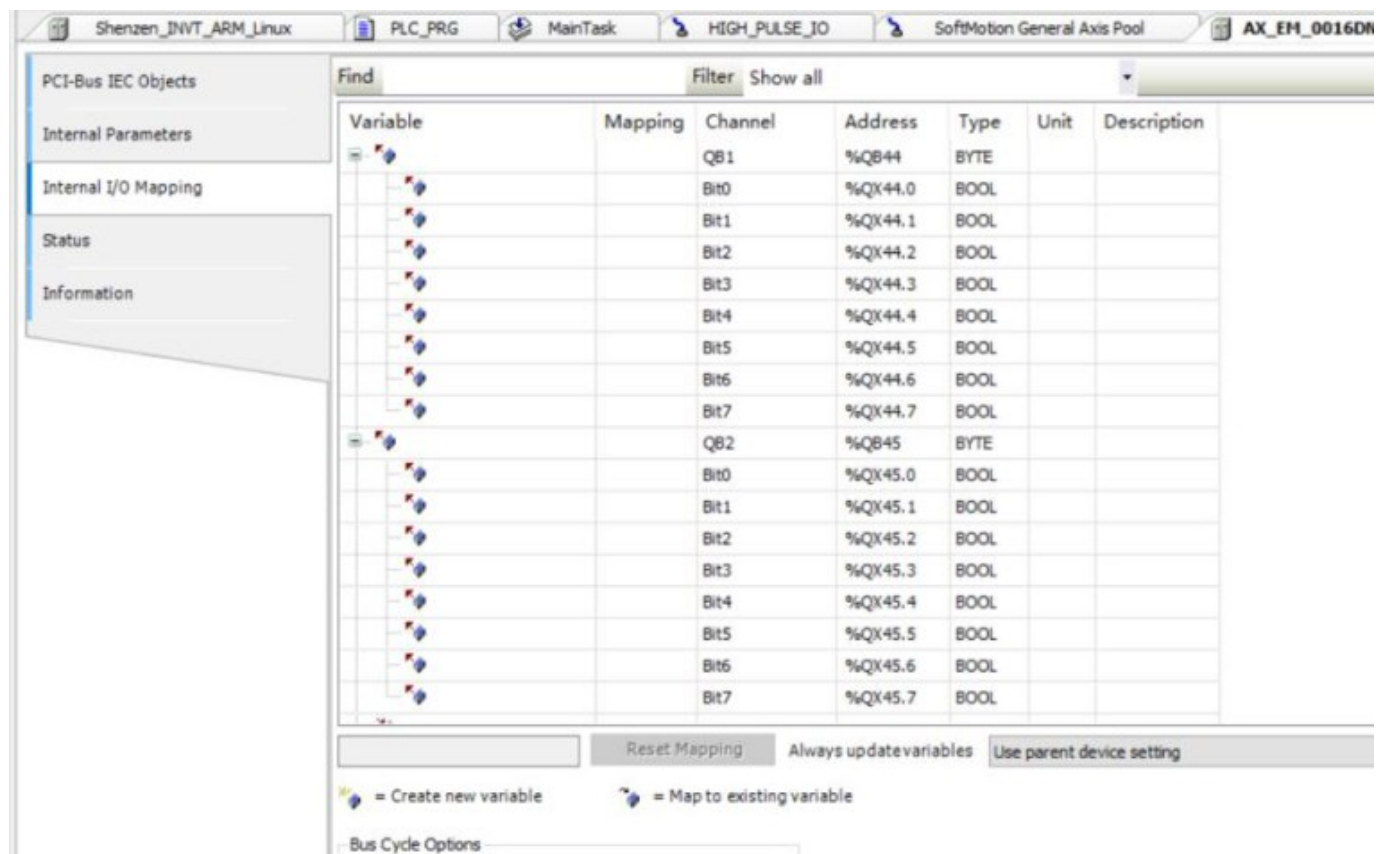 Shenzen_INVT_ARM_Linux PLC_PRG MainTask HIGH_PULSE_IO SoftMotion General Axis Pool AX_EM_0016DN
PCI-Bus IEC Objects
Internal Parameters
Internal I/O Mapping
Status
Information
Find Filter Show all
Variable Mapping Channel Address Type Unit Description
QB1 %QB44 BYTE
Bit0 %QX44.0 BOOL
Bit1 %QX44.1 BOOL
Bit2 %QX44.2 BOOL
Bit3 %QX44.3 BOOL
Bit4 %QX44.4 BOOL
Bit5 %QX44.5 BOOL
Bit6 %QX44.6 BOOL
Bit7 %QX44.7 BOOL
QB2 %QB45 BYTE
Bit0 %QX45.0 BOOL
Bit1 %QX45.1 BOOL
Bit2 %QX45.2 BOOL
Bit3 %QX45.3 BOOL
Bit4 %QX45.4 BOOL
Bit5 %QX45.5 BOOL
Bit6 %QX45.6 BOOL
Bit7 %QX45.7 BOOL
Reset Mapping Always update variables Use parent device setting
= Create new variable = Map to existing variable
Bus Cycle Options